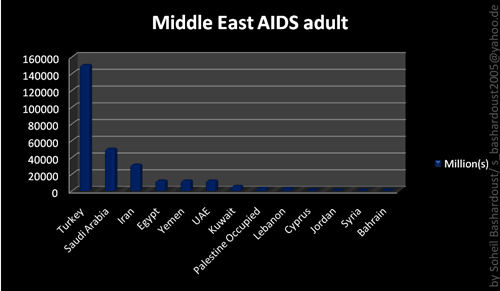 Middle East AIDS adult
160000
140000
120000
100000
80000
60000
40000
20000
0
Turkey
Saudi Arabia
Iran
Egypt
Yemen
UAE
Kuwait
Palestine Occupied
Lebanon
Cyprus
Jordan
Syria
Bahrain
Million(s)
by Soheil Bashardoust/ s_bashardoust2005@yahoo.de